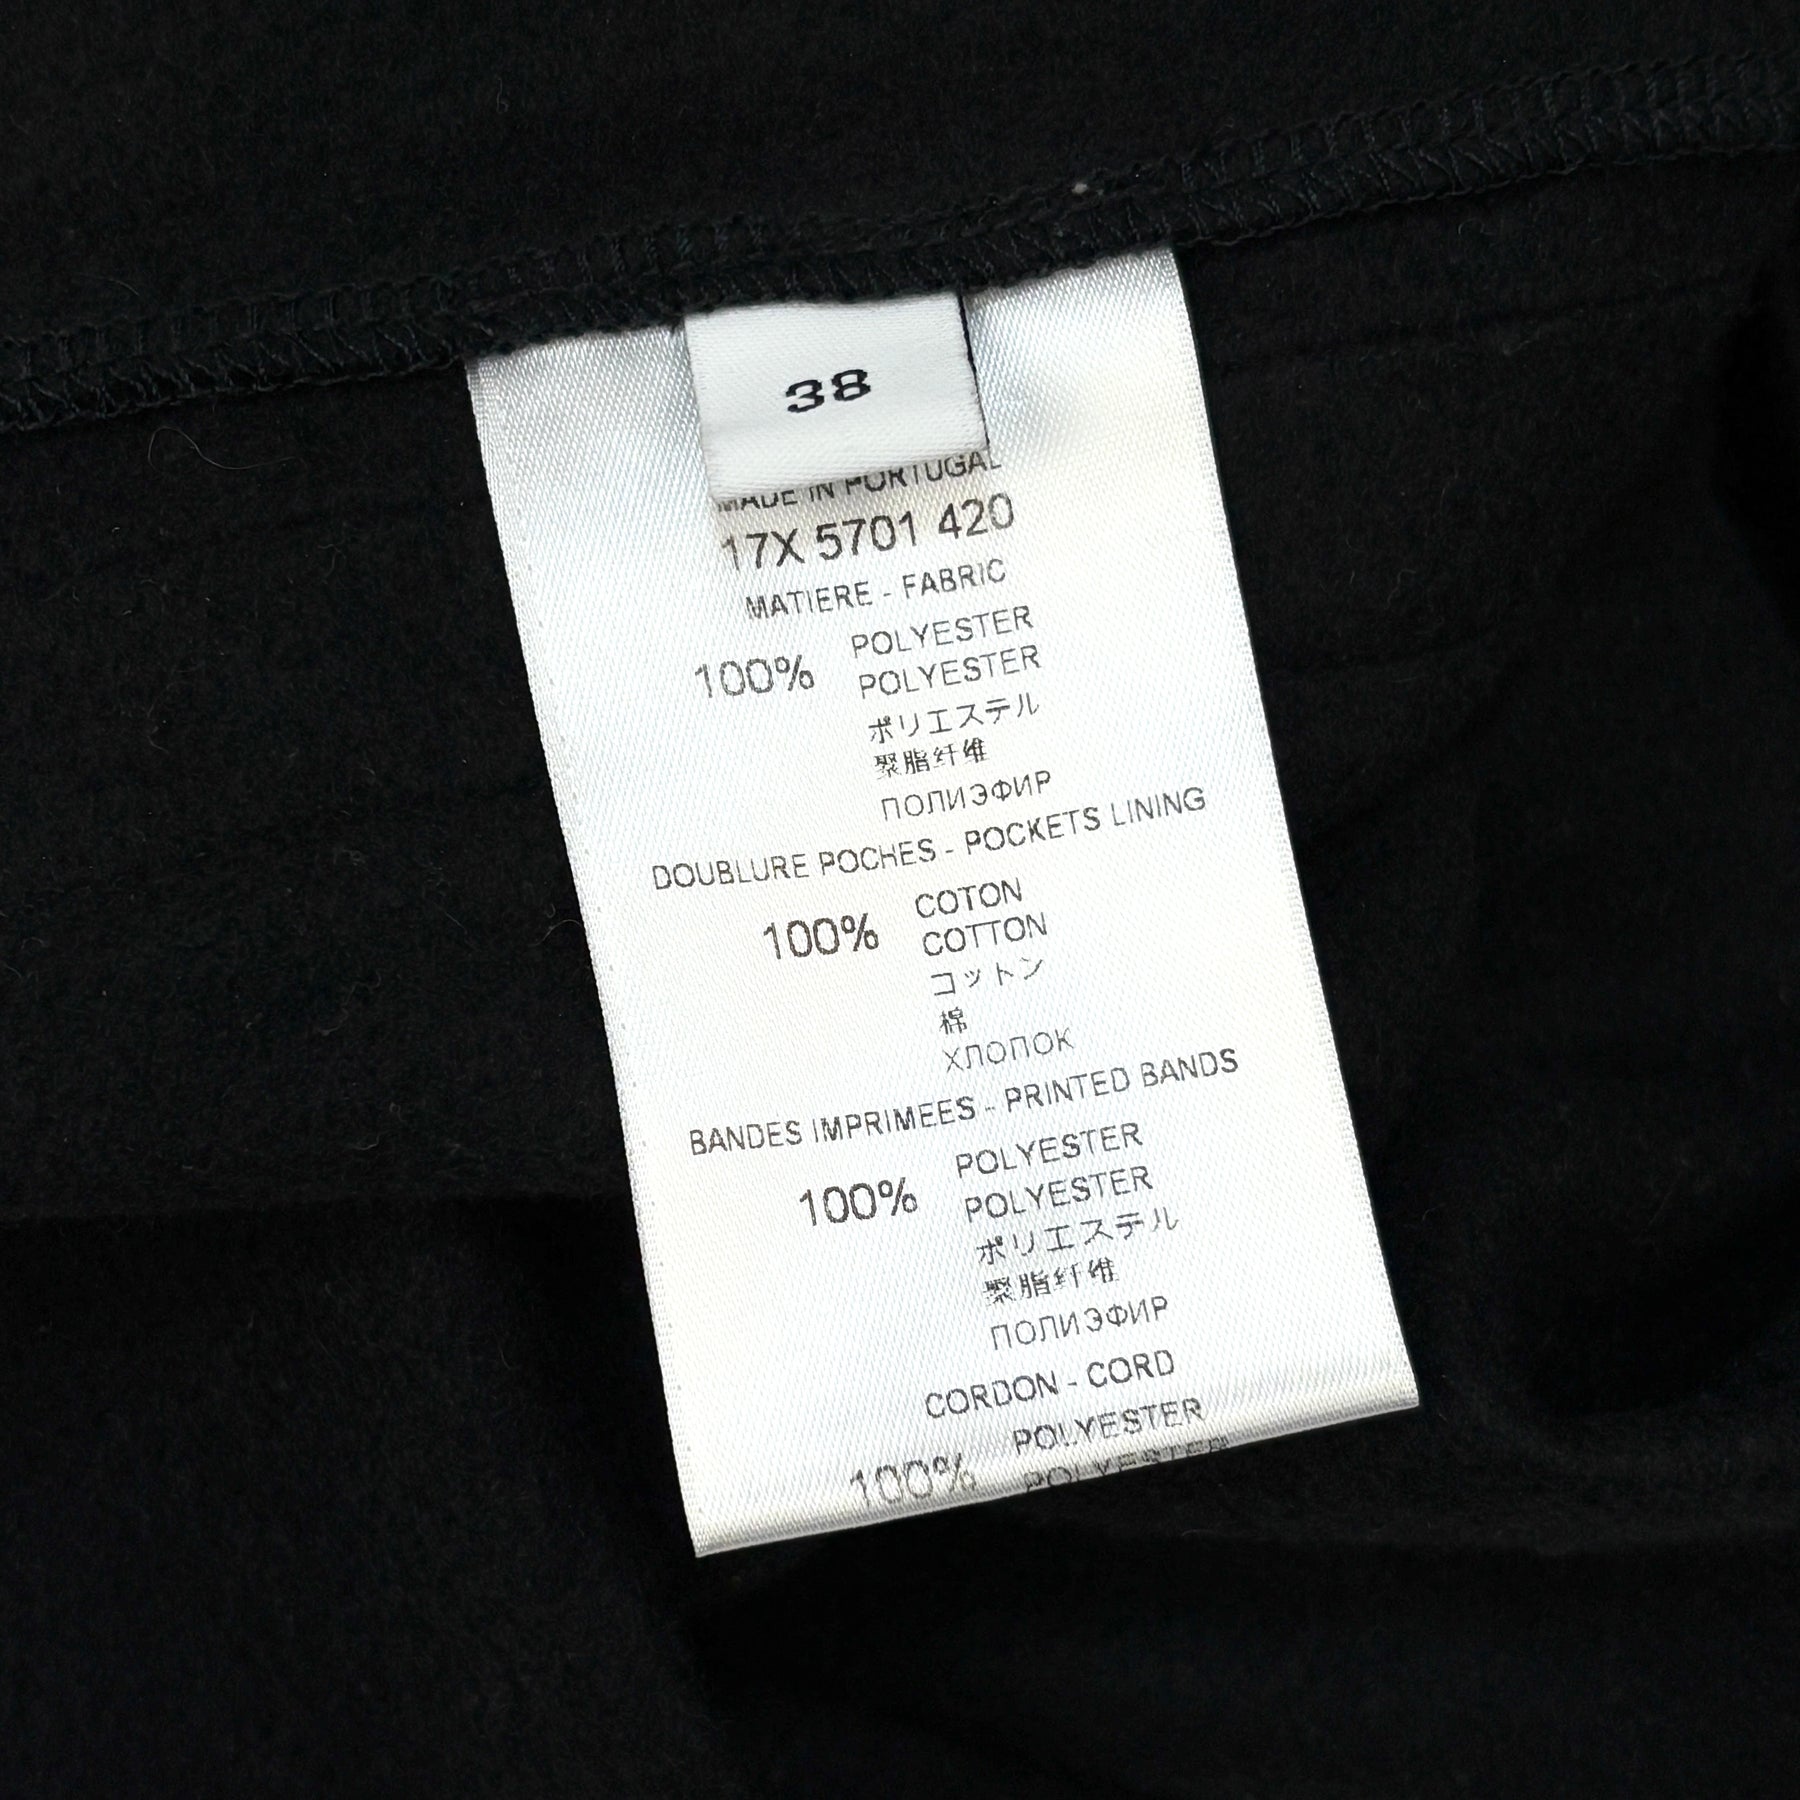 38
MADE IN PORTUGAL
17X 5701 420
MATIERE - FABRIC
100% POLYESTER
POLYESTER
ポリエステル
聚脂纤维
ПОЛИЭФИР
DOUBLURE POCHES - POCKETS LINING
100% COTON
COTTON
コットン
棉
ХЛОПОК
BANDES IMPRIMEES - PRINTED BANDS
100% POLYESTER
POLYESTER
ポリエステル
聚脂纤维
ПОЛИЭФИР
CORDON - CORD
100% POLYESTER
POLYESTER